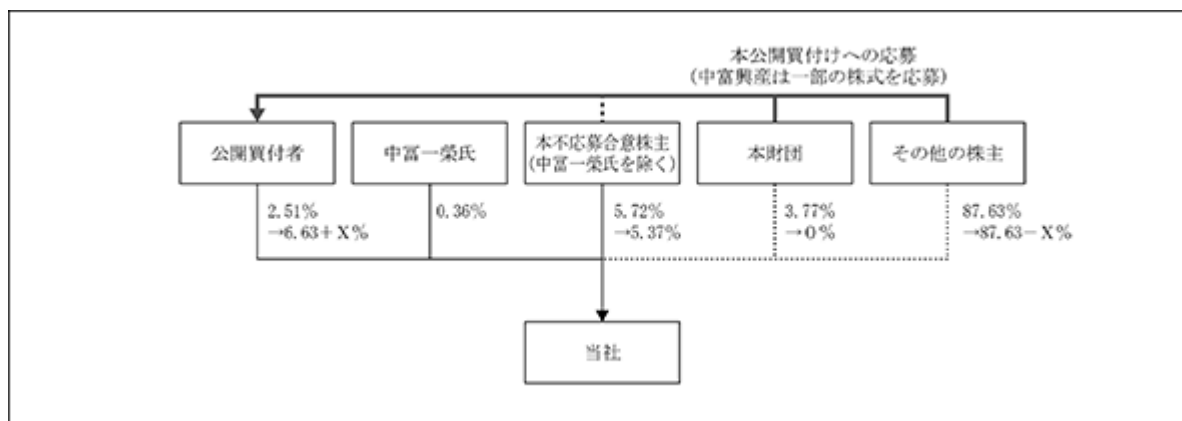 本公開買付けへの応募
(中冨興産は一部の株式を応募)
公開買付者
中冨一榮氏
本不応募合意株主
(中冨一榮氏を除く)
本財団
その他の株主
2.51%
→6.63+X%
0.36%
5.72%
→5.37%
3.77%
→0%
87.63%
→87.63-X%
当社